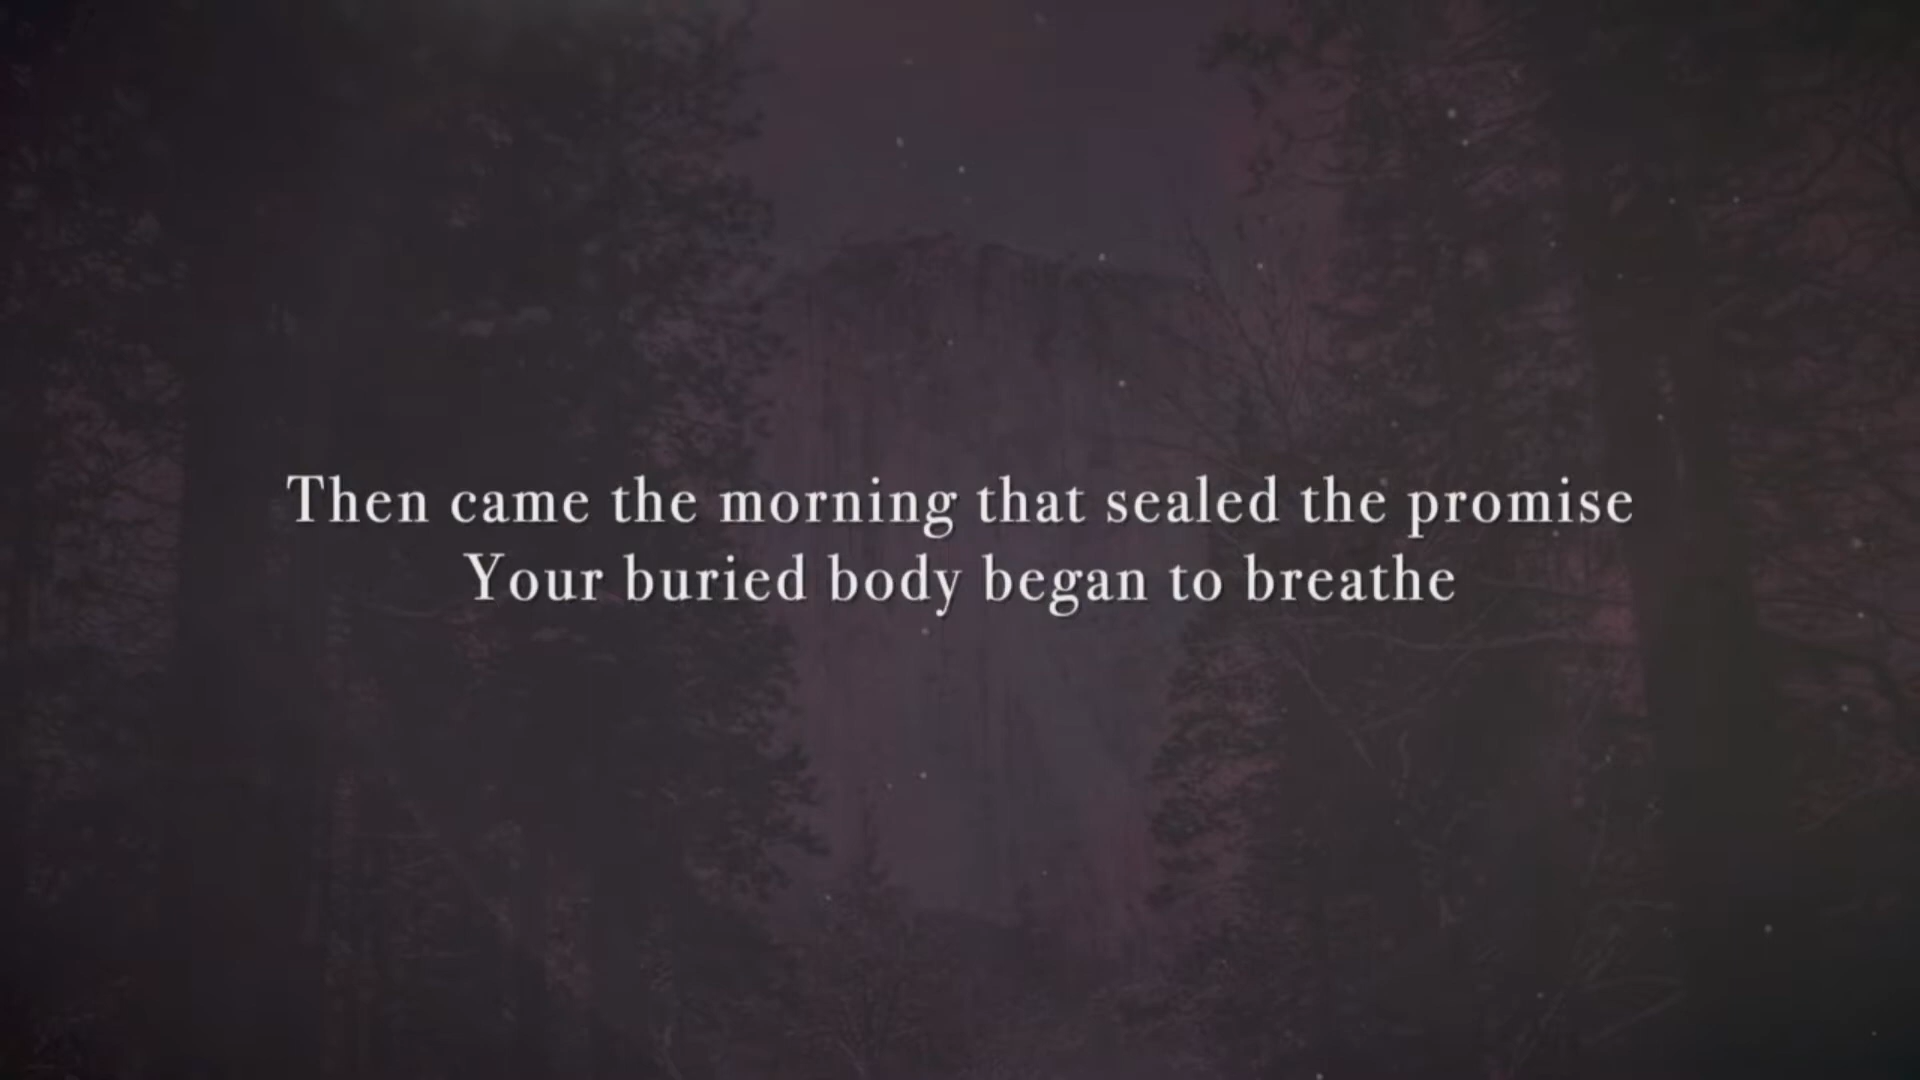 Then came the morning that sealed the promise
Your buried body began to breathe